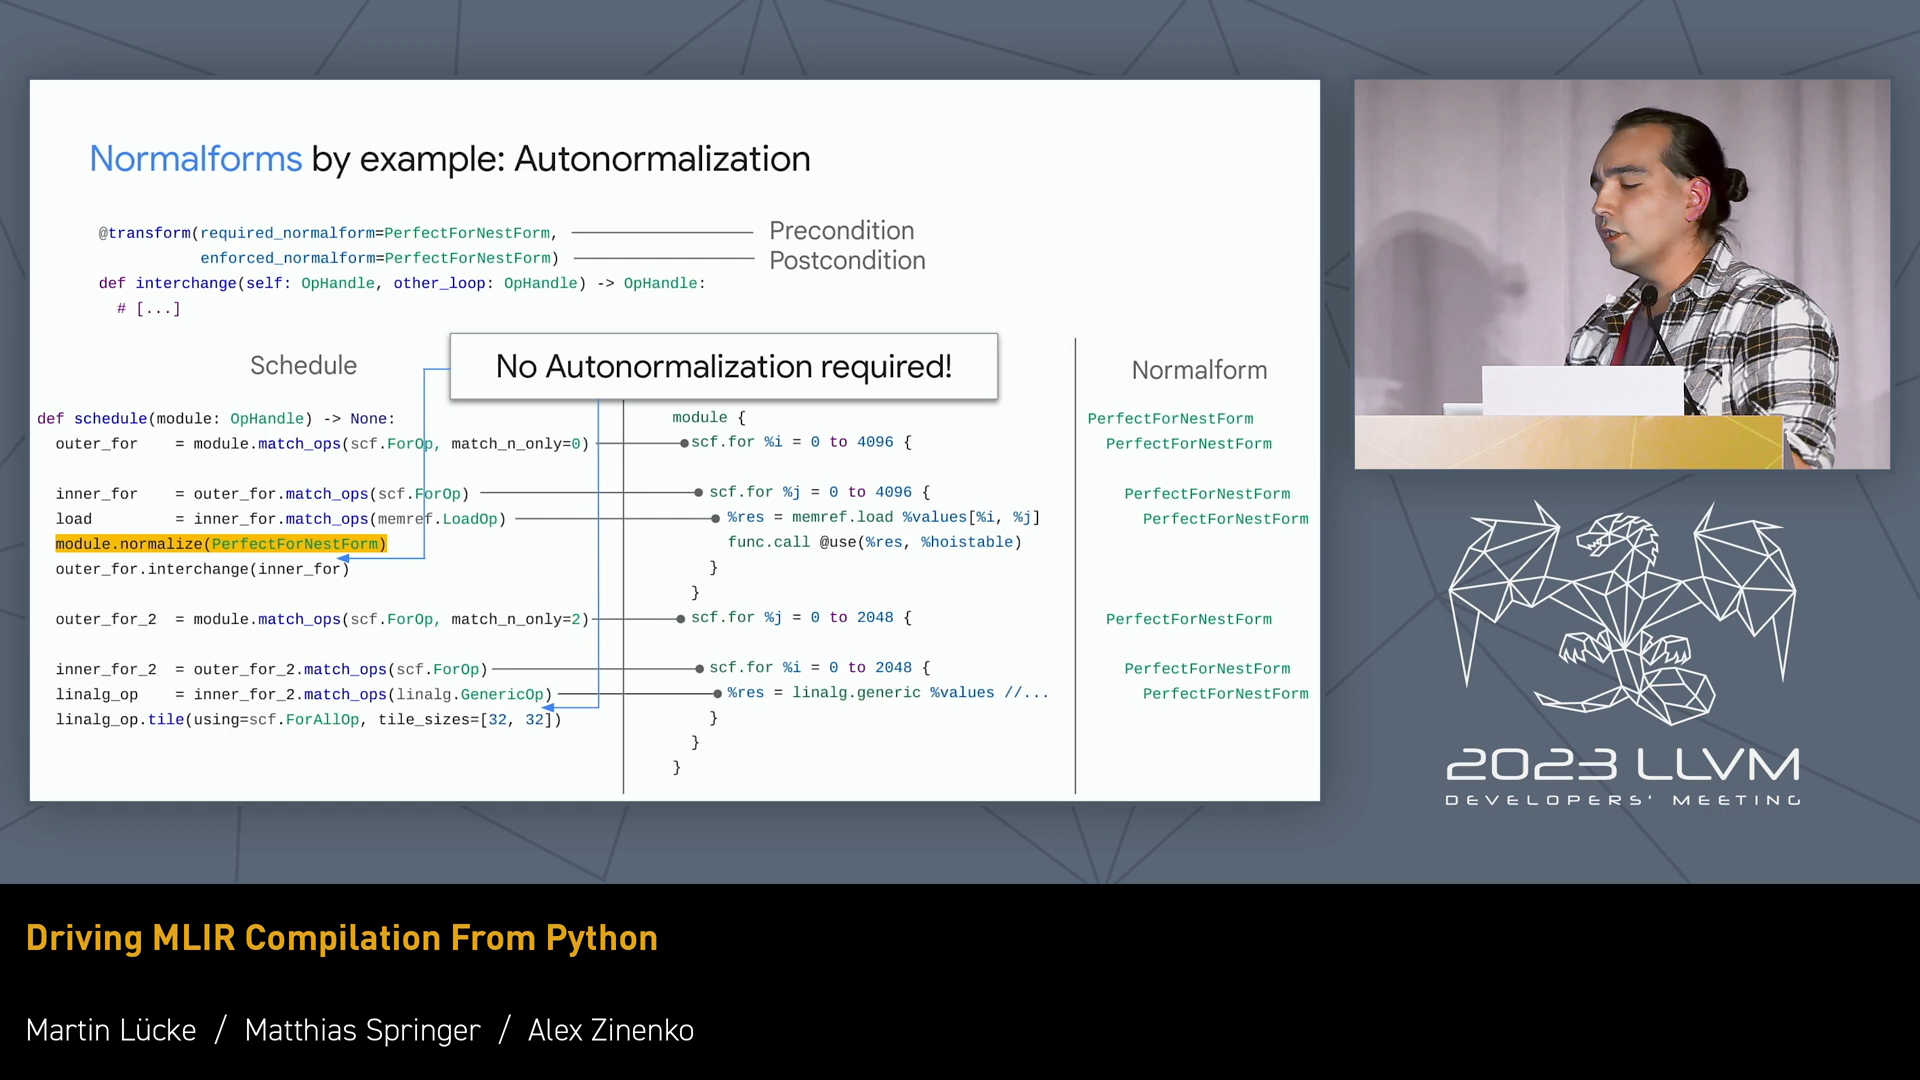 Normalforms by example: Autonormalization
@transform(required_normalform=PerfectForNestForm,
enforced_normalform=PerfectForNestForm)
def interchange(self: OpHandle, other_loop: OpHandle) -> OpHandle:
# [...]
Precondition
Postcondition
No Autonormalization required!
Schedule
def schedule(module: OpHandle) -> None:
outer_for = module.match_ops(scf.ForOp, match_n_only=0)
inner_for = outer_for.match_ops(scf.ForOp)
load = inner_for.match_ops(memref.LoadOp)
module.normalize(PerfectForNestForm)
outer_for.interchange(inner_for)
outer_for_2 = module.match_ops(scf.ForOp, match_n_only=2)
inner_for_2 = outer_for_2.match_ops(scf.ForOp)
linalg_op = inner_for_2.match_ops(linalg.GenericOp)
linalg_op.tile(using=scf.ForAllOp, tile_sizes=[32, 32])
module {
scf.for %i = 0 to 4096 {
scf.for %j = 0 to 4096 {
%res = memref.load %values[%i, %j]
func.call @use(%res, %hoistable)
}
}
scf.for %j = 0 to 2048 {
scf.for %i = 0 to 2048 {
%res = linalg.generic %values //...
}
}
}
Normalform
PerfectForNestForm
PerfectForNestForm
PerfectForNestForm
PerfectForNestForm
PerfectForNestForm
PerfectForNestForm
PerfectForNestForm
2023 LLVM
DEVELOPERS' MEETING
Driving MLIR Compilation From Python
Martin Lücke / Matthias Springer / Alex Zinenko